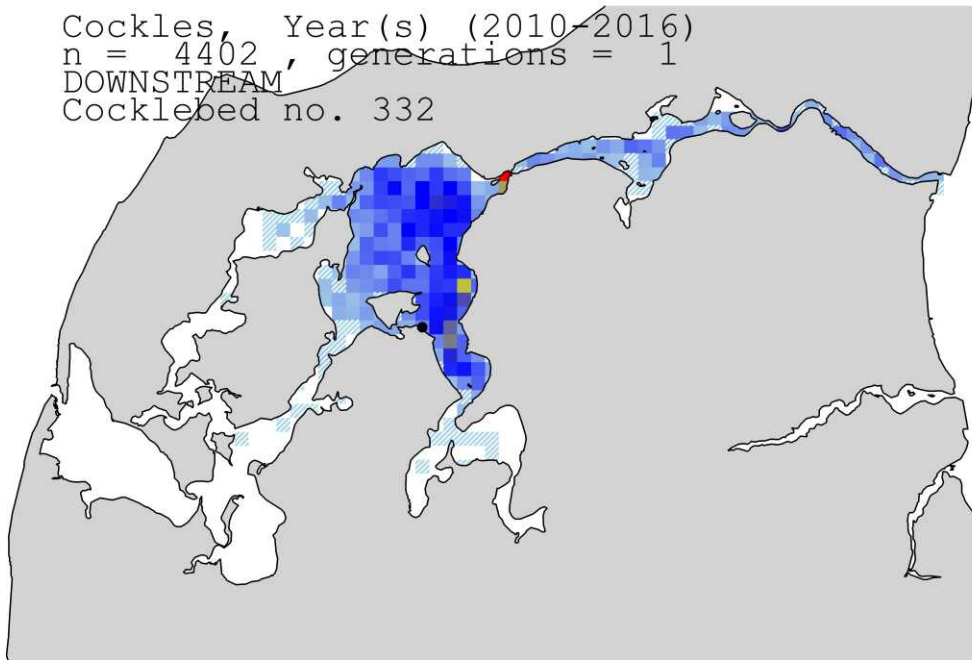 Cockles, Year(s) (2010-2016)
n = 4402 , generations = 1
DOWNSTREAM
Cocklebed no. 332